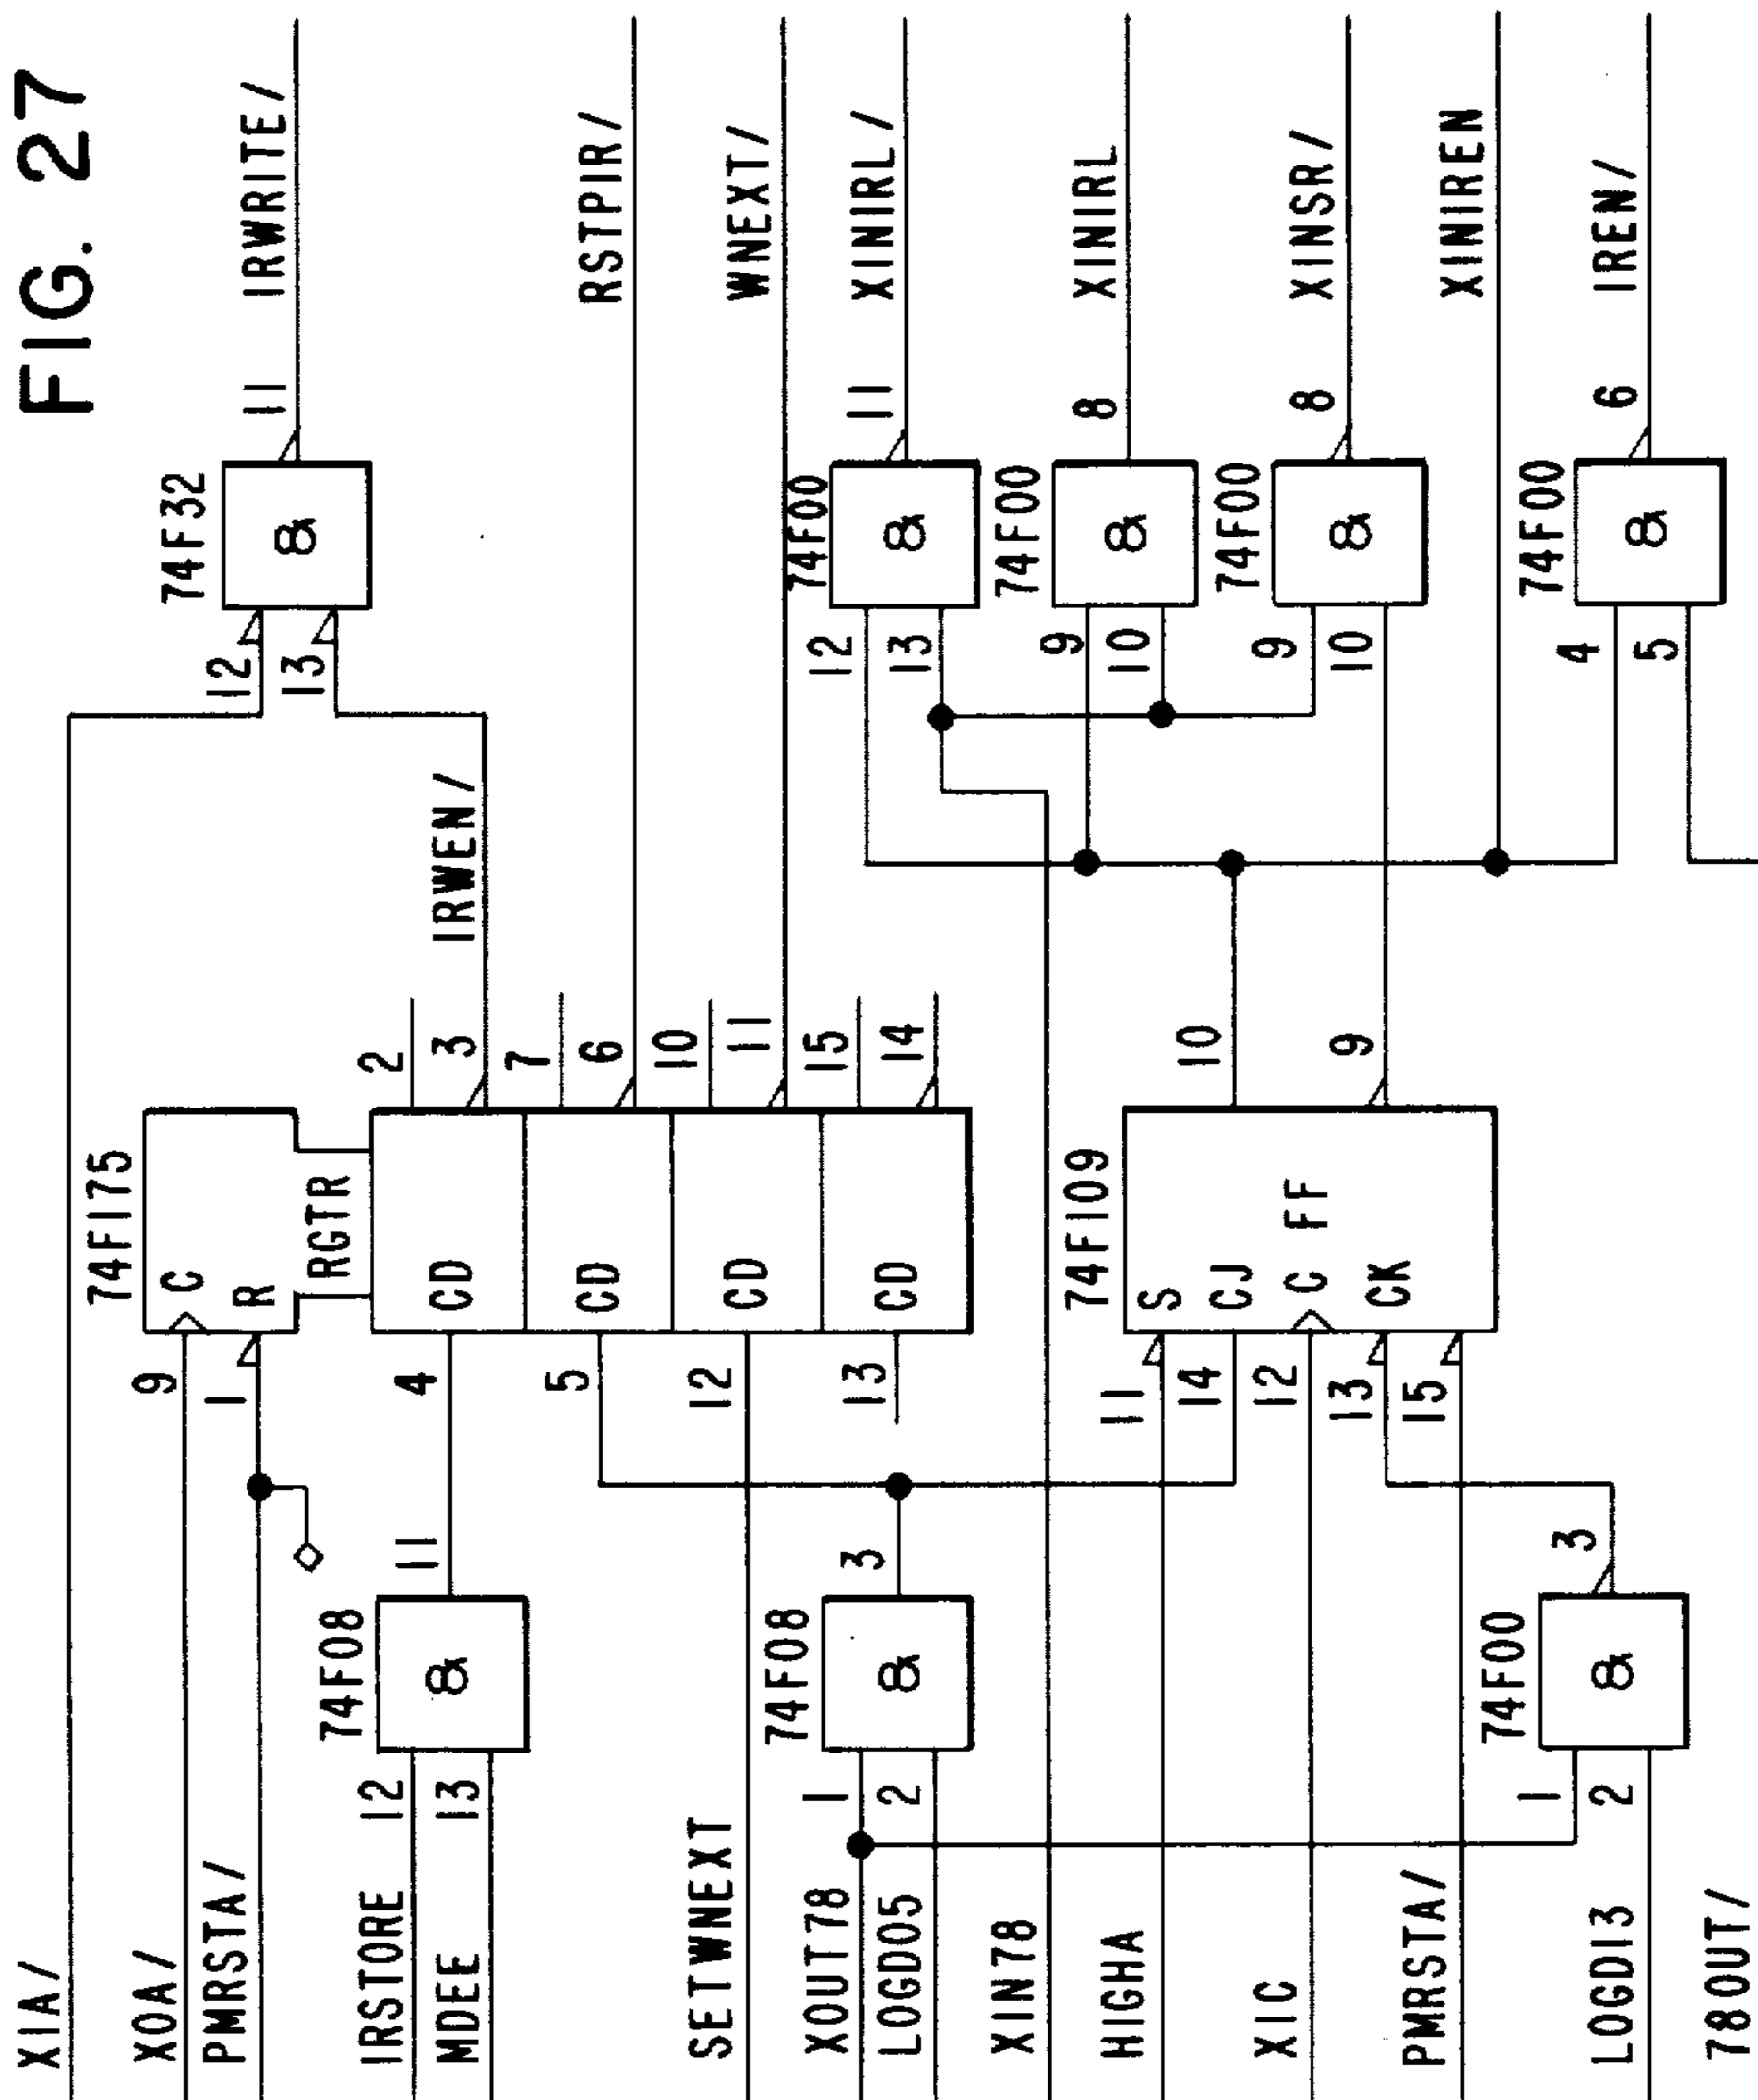 FIG. 27
X1A/
X0A/
PMRSTA/
IRSTORE
MDEE
SETWNEXT
XOUT78
LOGD05
XIN78
HIGHA
X1C
PMRSTA/
LOGD13
78OUT/
12
13
74F08
&
11
1
2
74F08
&
3
1
2
74F00
&
3
9
1
4
5
12
13
74F175
C
R
RGTR
CD
CD
CD
CD
2
3
7
6
10
11
15
14
11
14
12
13
15
74F109
S
CJ
C
FF
CK
10
9
IRWEN/
12
13
74F32
&
11
IRWRITE/
RSTPIR/
WNEXT/
12
13
74F00
&
11
XINIRL/
9
10
74F00
&
8
XINIRL
9
10
74F00
&
8
XINSR/
XINIREN
4
5
74F00
&
6
IREN/